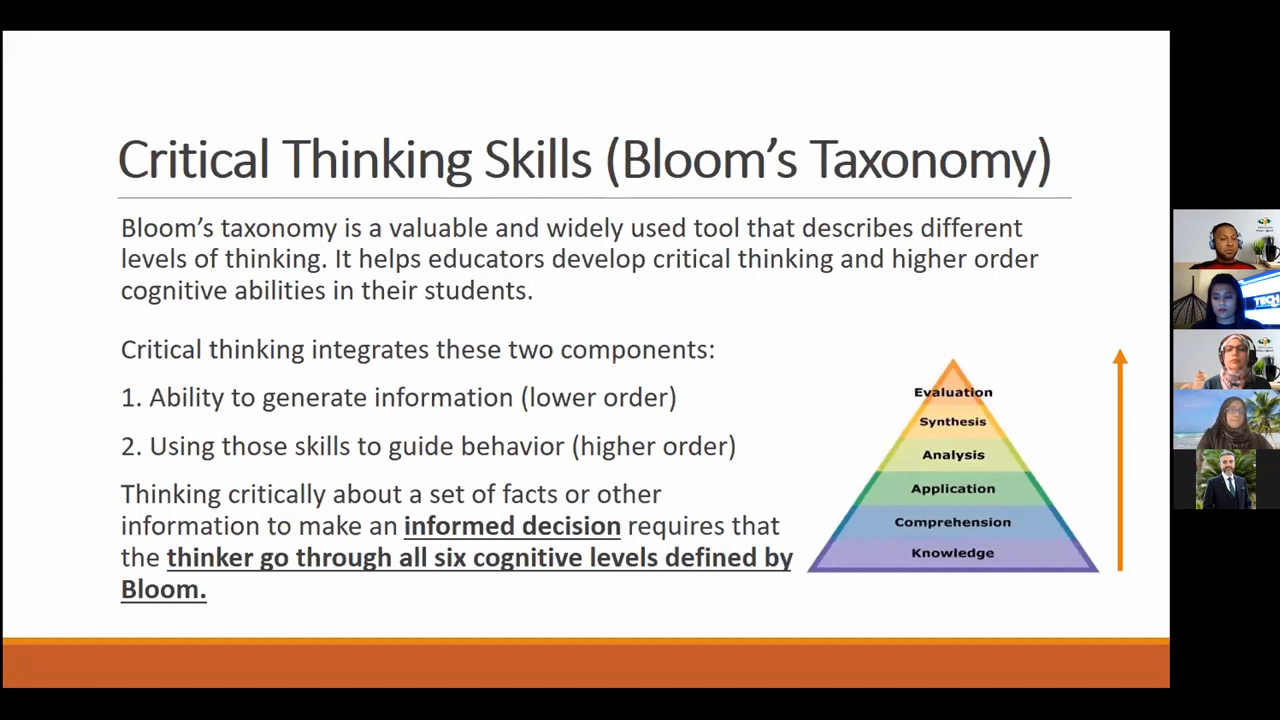 Critical Thinking Skills (Bloom's Taxonomy)
Bloom's taxonomy is a valuable and widely used tool that describes different
levels of thinking. It helps educators develop critical thinking and higher order
cognitive abilities in their students.
Critical thinking integrates these two components:
1. Ability to generate information (lower order)
2. Using those skills to guide behavior (higher order)
Thinking critically about a set of facts or other
information to make an informed decision requires that
the thinker go through all six cognitive levels defined by
Bloom.
Evaluation
Synthesis
Analysis
Application
Comprehension
Knowledge
TECH